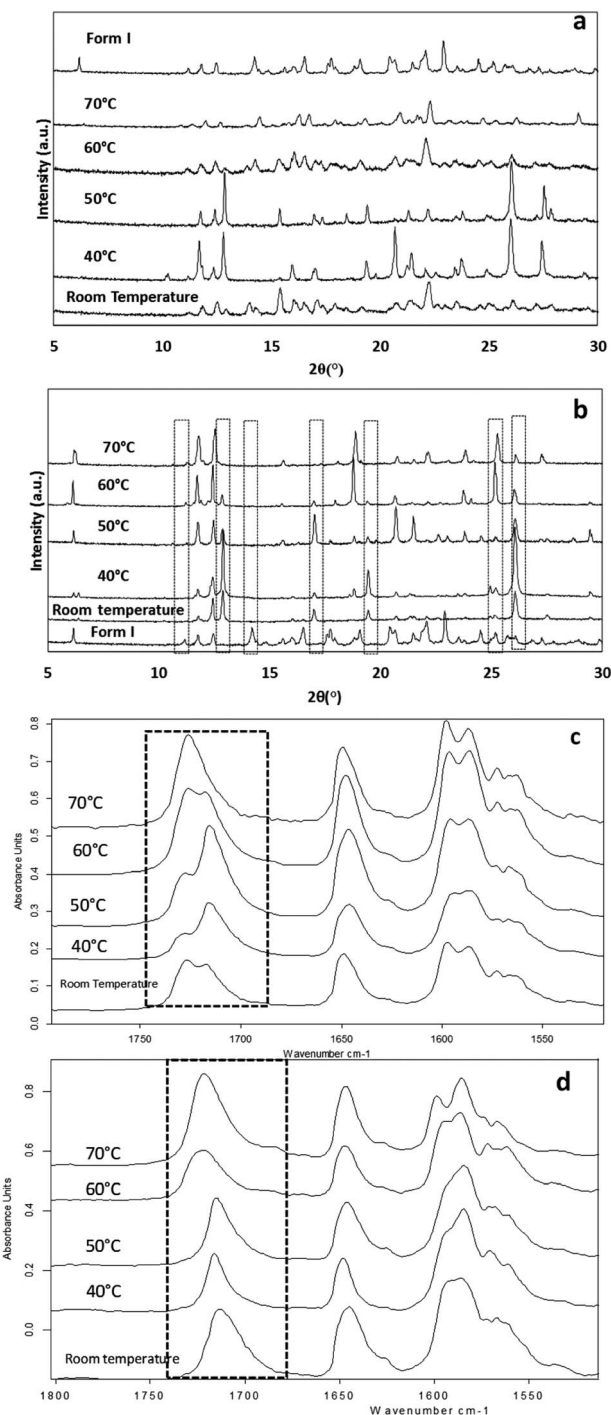 a
Form I
70°C
60°C
50°C
40°C
Room Temperature
Intensity (a.u.)
5 10 15 20 25 30
2θ(°)
b
70°C
60°C
50°C
40°C
Room temperature
Form I
Intensity (a.u.)
5 10 15 20 25 30
2θ(°)
c
0.8
0.7
0.6
0.5
0.4
0.3
0.2
0.1
0.0
Absorbance Units
70°C
60°C
50°C
40°C
Room Temperature
1750 1700 1650 1600 1550
Wavenumber cm-1
d
0.8
0.6
0.4
0.2
0.0
Absorbance Units
70°C
60°C
50°C
40°C
Room temperature
1800 1750 1700 1650 1600 1550
Wavenumber cm-1